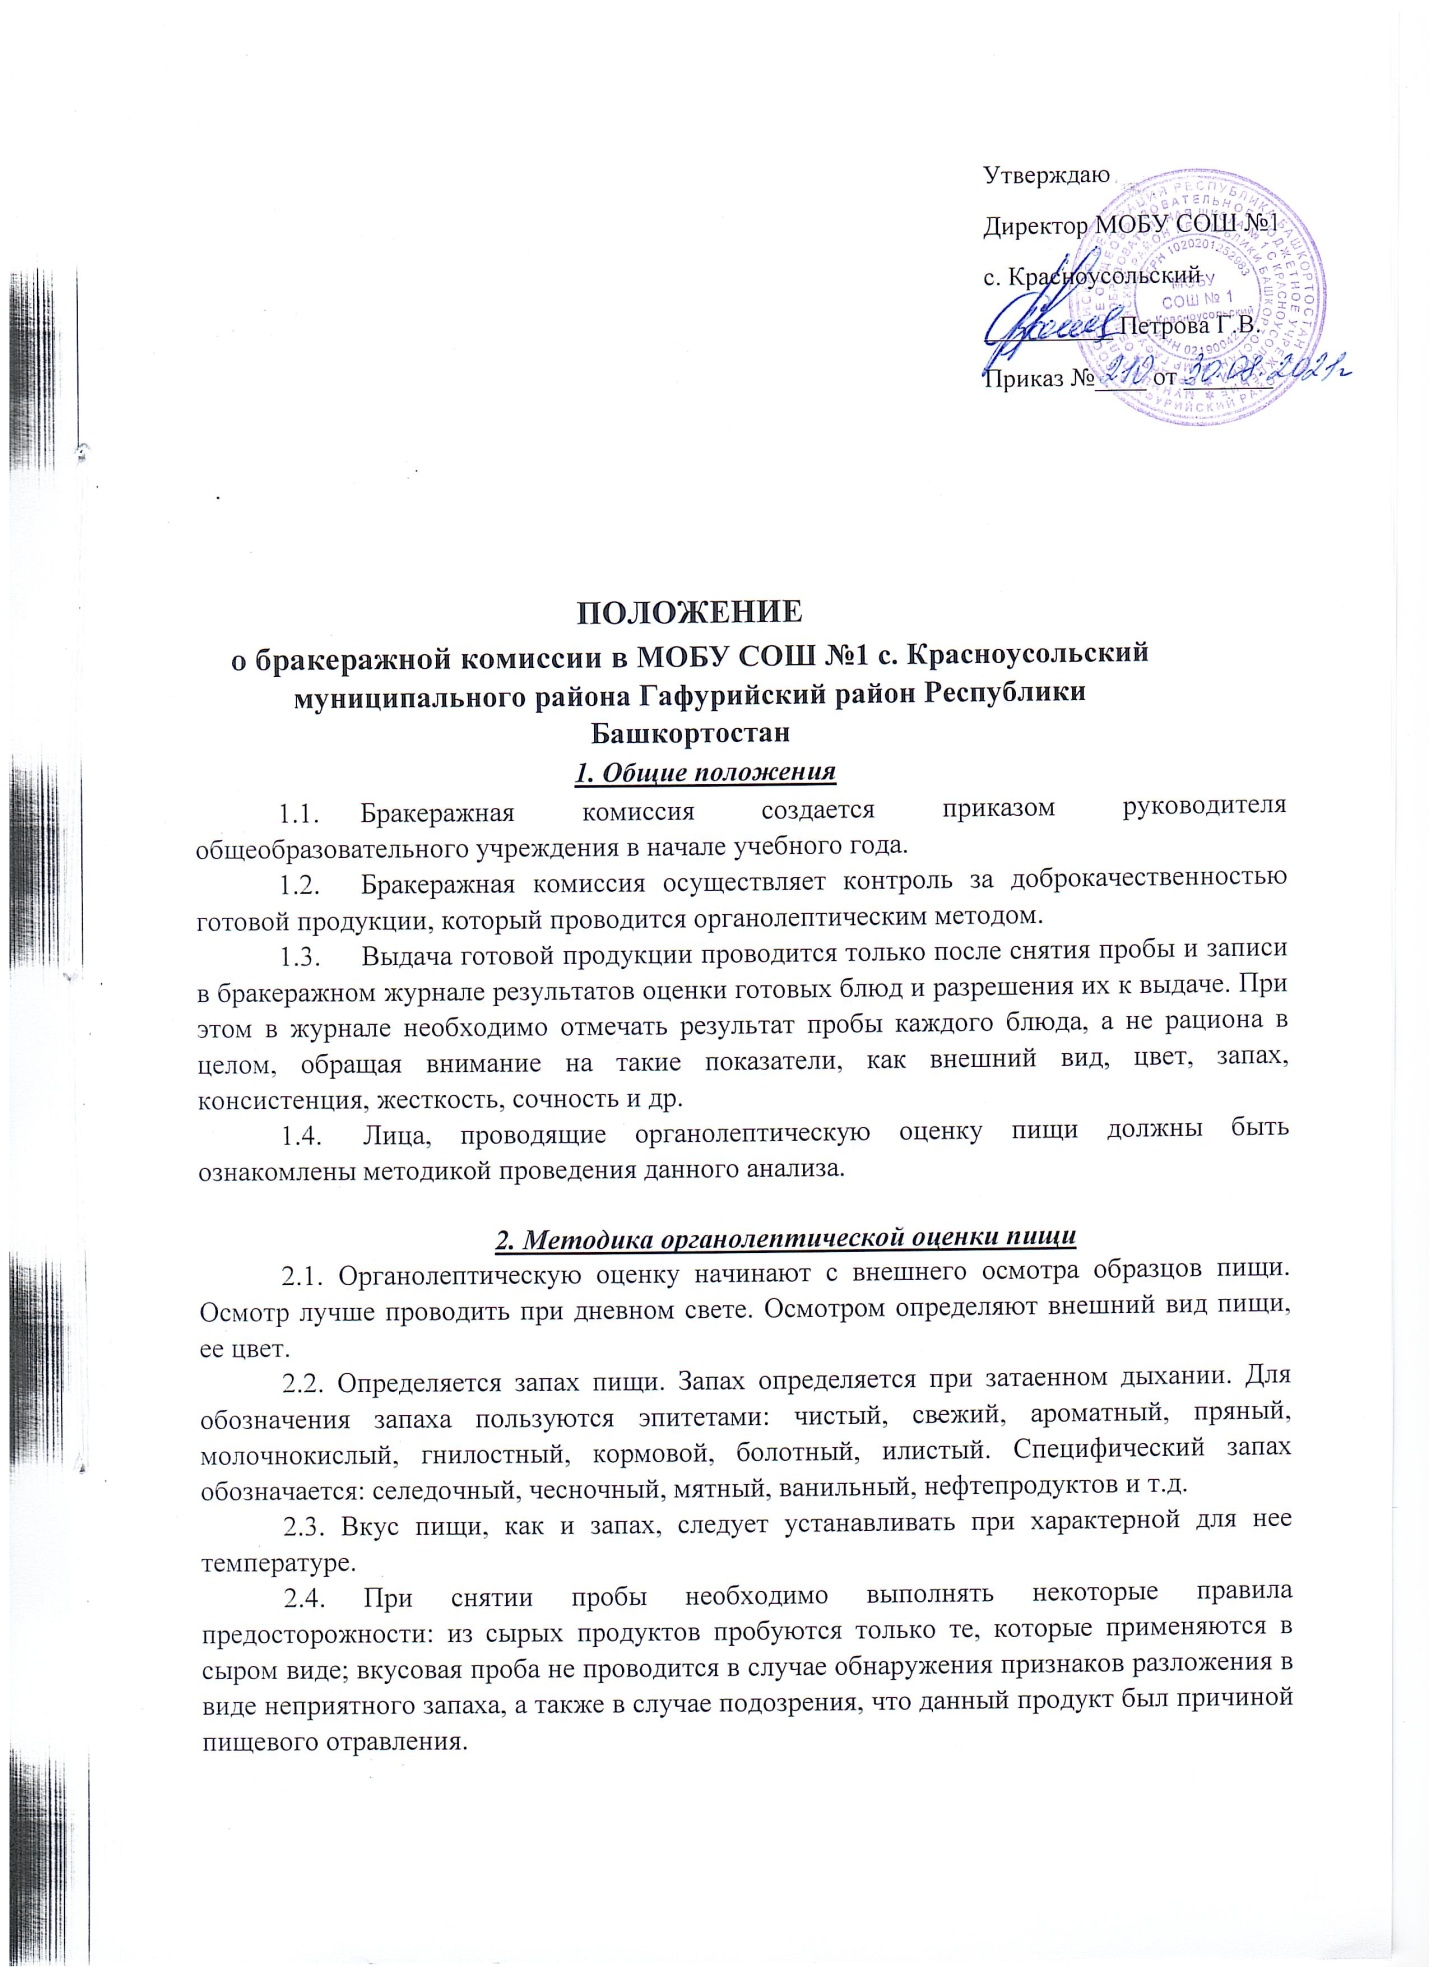 Утверждаю
Директор МОБУ СОШ №1
с. Красноусольский
Петрова Г.В.
Приказ № 210 от 30.08.2021г
МОБУ
СОШ № 1
с. Красноусольский
ПОЛОЖЕНИЕ
о бракеражной комиссии в МОБУ СОШ №1 с. Красноусольский
муниципального района Гафурийский район Республики
Башкортостан
1. Общие положения
1.1. Бракеражная комиссия создается приказом руководителя
общеобразовательного учреждения в начале учебного года.
1.2. Бракеражная комиссия осуществляет контроль за доброкачественностью
готовой продукции, который проводится органолептическим методом.
1.3. Выдача готовой продукции проводится только после снятия пробы и записи
в бракеражном журнале результатов оценки готовых блюд и разрешения их к выдаче. При
этом в журнале необходимо отмечать результат пробы каждого блюда, а не рациона в
целом, обращая внимание на такие показатели, как внешний вид, цвет, запах,
консистенция, жесткость, сочность и др.
1.4. Лица, проводящие органолептическую оценку пищи должны быть
ознакомлены методикой проведения данного анализа.
2. Методика органолептической оценки пищи
2.1. Органолептическую оценку начинают с внешнего осмотра образцов пищи.
Осмотр лучше проводить при дневном свете. Осмотром определяют внешний вид пищи,
ее цвет.
2.2. Определяется запах пищи. Запах определяется при затаенном дыхании. Для
обозначения запаха пользуются эпитетами: чистый, свежий, ароматный, пряный,
молочнокислый, гнилостный, кормовой, болотный, илистый. Специфический запах
обозначается: селедочный, чесночный, мятный, ванильный, нефтепродуктов и т.д.
2.3. Вкус пищи, как и запах, следует устанавливать при характерной для нее
температуре.
2.4. При снятии пробы необходимо выполнять некоторые правила
предосторожности: из сырых продуктов пробуются только те, которые применяются в
сыром виде; вкусовая проба не проводится в случае обнаружения признаков разложения в
виде неприятного запаха, а также в случае подозрения, что данный продукт был причиной
пищевого отравления.